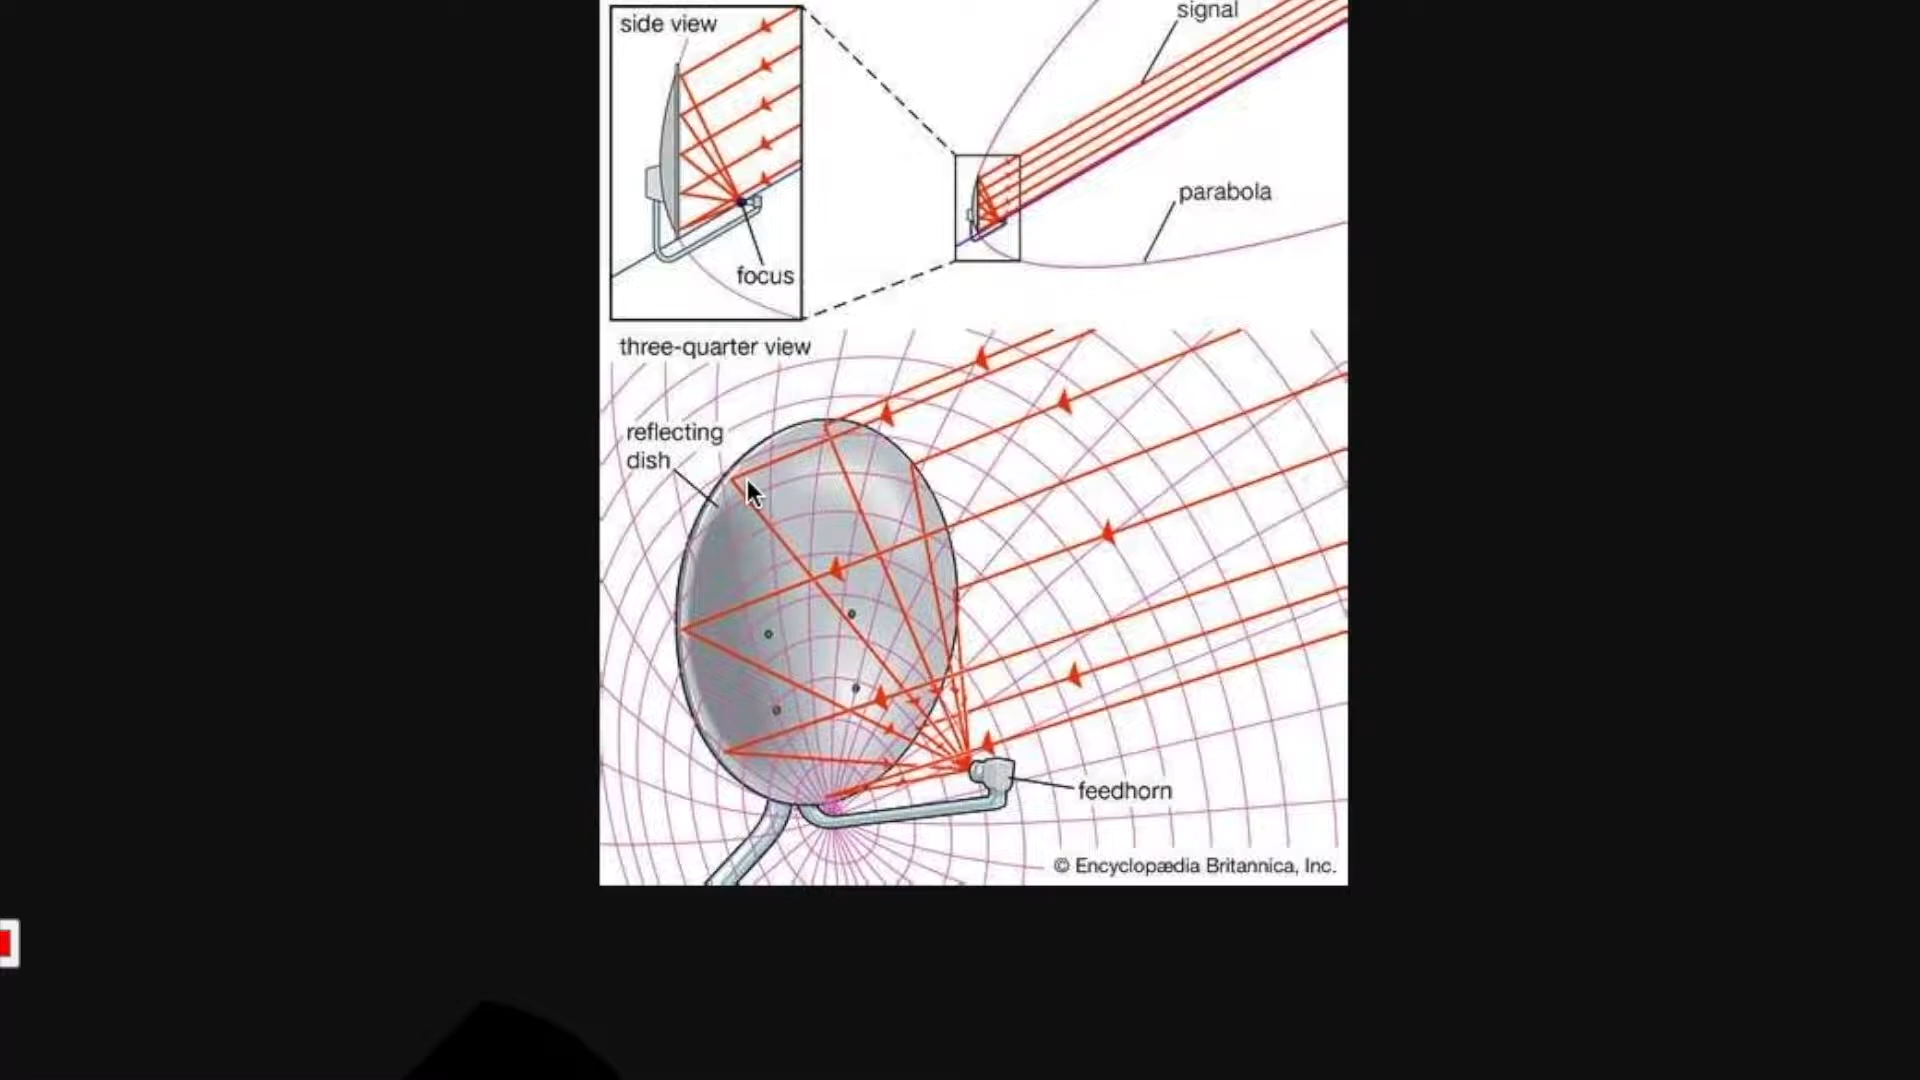 side view
signal
parabola
focus
three-quarter view
reflecting
dish
feedhorn
© Encyclopædia Britannica, Inc.